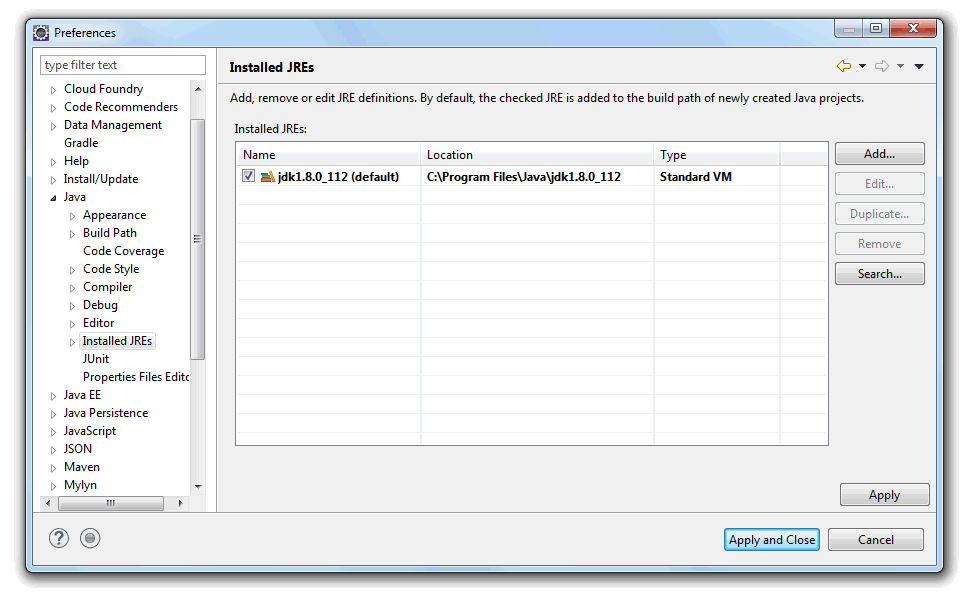 Preferences
type filter text
Cloud Foundry
Code Recommenders
Data Management
Gradle
Help
Install/Update
Java
Appearance
Build Path
Code Coverage
Code Style
Compiler
Debug
Editor
Installed JREs
JUnit
Properties Files Edito
Java EE
Java Persistence
JavaScript
JSON
Maven
Mylyn
Installed JREs
Add, remove or edit JRE definitions. By default, the checked JRE is added to the build path of newly created Java projects.
Installed JREs:
Name Location Type
jdk1.8.0_112 (default) C:\Program Files\Java\jdk1.8.0_112 Standard VM
Add...
Edit...
Duplicate...
Remove
Search...
Apply
Apply and Close Cancel